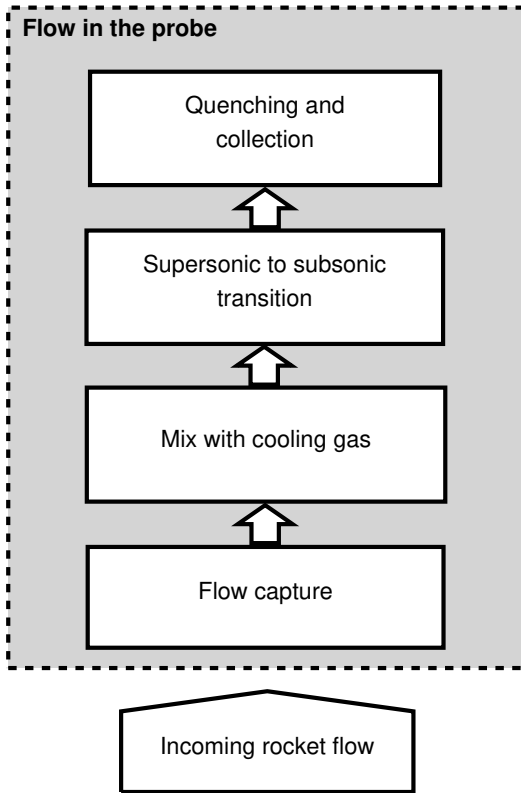 Flow in the probe
Quenching and
collection
Supersonic to subsonic
transition
Mix with cooling gas
Flow capture
Incoming rocket flow